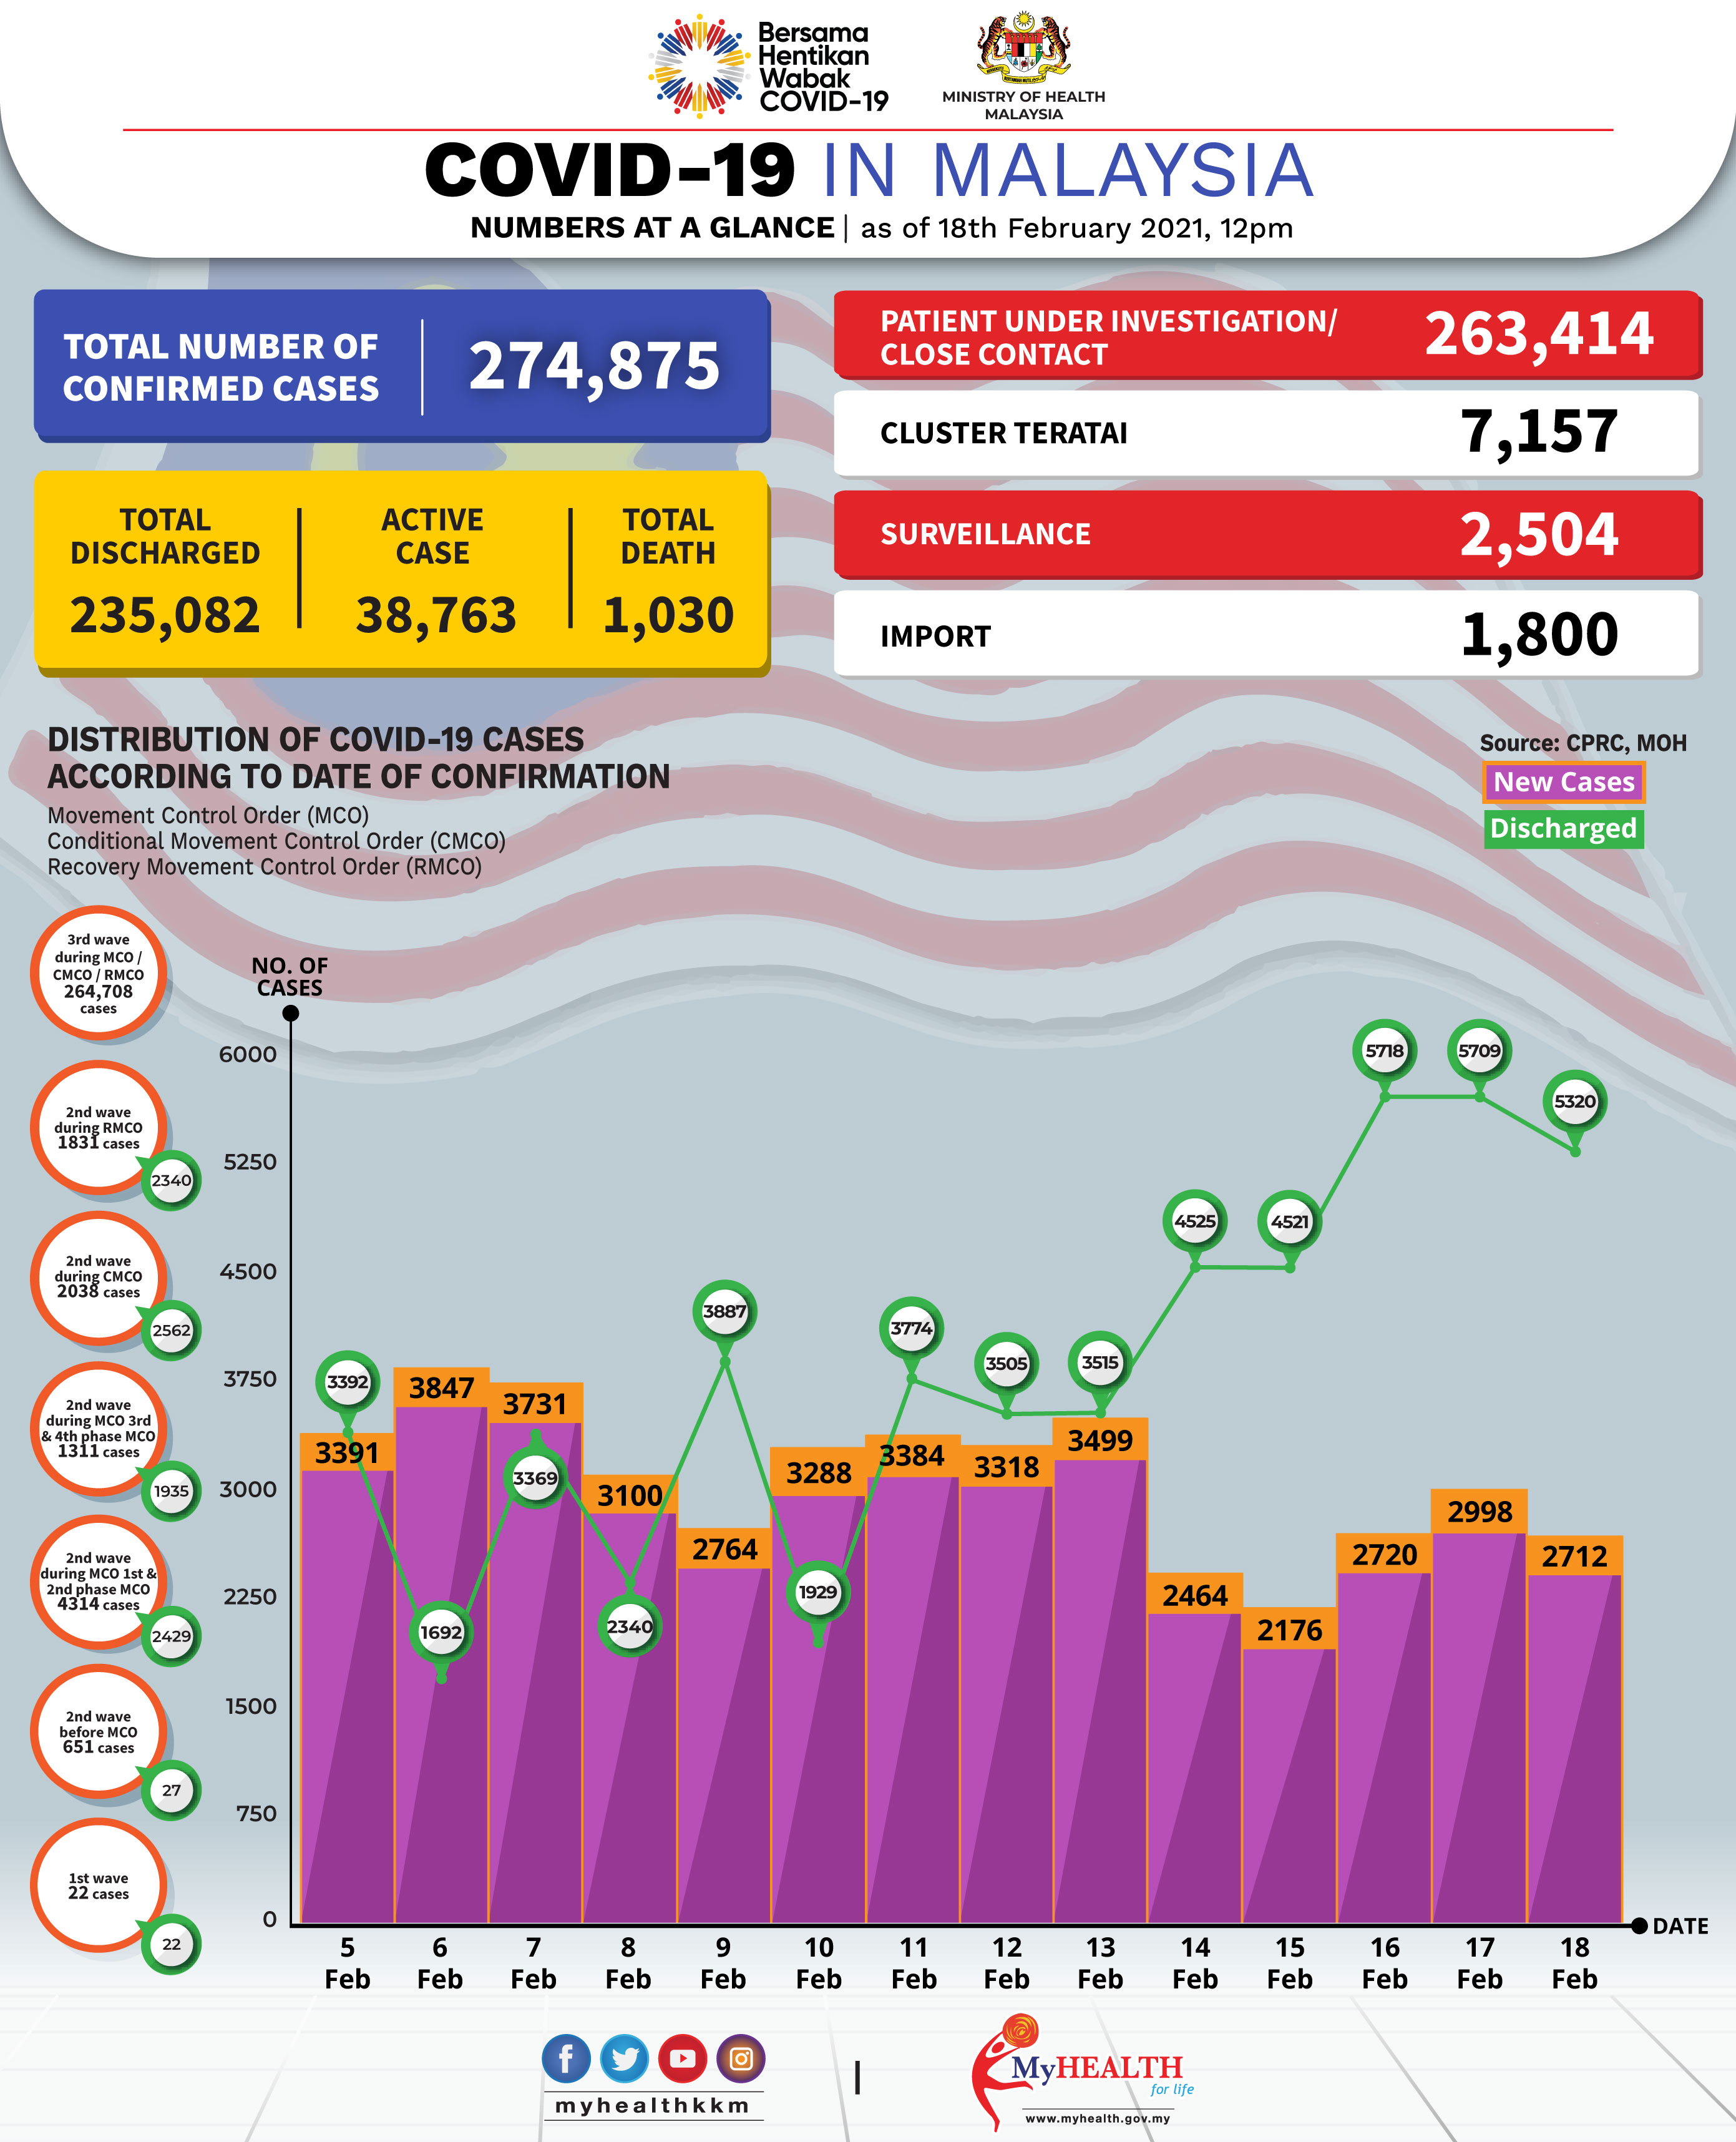 Bersama
Hentikan
Wabak
COVID-19
MINISTRY OF HEALTH
MALAYSIA
COVID-19 IN MALAYSIA
NUMBERS AT A GLANCE | as of 18th February 2021, 12pm
TOTAL NUMBER OF
CONFIRMED CASES
274,875
TOTAL
DISCHARGED
235,082
ACTIVE
CASE
38,763
TOTAL
DEATH
1,030
PATIENT UNDER INVESTIGATION/
CLOSE CONTACT
263,414
CLUSTER TERATAI
7,157
SURVEILLANCE
2,504
IMPORT
1,800
DISTRIBUTION OF COVID-19 CASES
ACCORDING TO DATE OF CONFIRMATION
Movement Control Order (MCO)
Conditional Movement Control Order (CMCO)
Recovery Movement Control Order (RMCO)
Source: CPRC, MOH
New Cases
Discharged
3rd wave
during MCO /
CMCO / RMCO
264,708
cases
2nd wave
during RMCO
1831 cases
2340
2nd wave
during CMCO
2038 cases
2562
2nd wave
during MCO 3rd
& 4th phase MCO
1311 cases
1935
2nd wave
during MCO 1st &
2nd phase MCO
4314 cases
2429
2nd wave
before MCO
651 cases
27
1st wave
22 cases
22
NO. OF
CASES
6000
5250
4500
3750
3000
2250
1500
750
0
3392
1692
3369
2340
3887
1929
3774
3505
3515
4525
4521
5718
5709
5320
3391
3847
3731
3100
2764
3288
3384
3318
3499
2464
2176
2720
2998
2712
5 Feb
6 Feb
7 Feb
8 Feb
9 Feb
10 Feb
11 Feb
12 Feb
13 Feb
14 Feb
15 Feb
16 Feb
17 Feb
18 Feb
DATE
myhealthkkm
MyHEALTH
for life
www.myhealth.gov.my